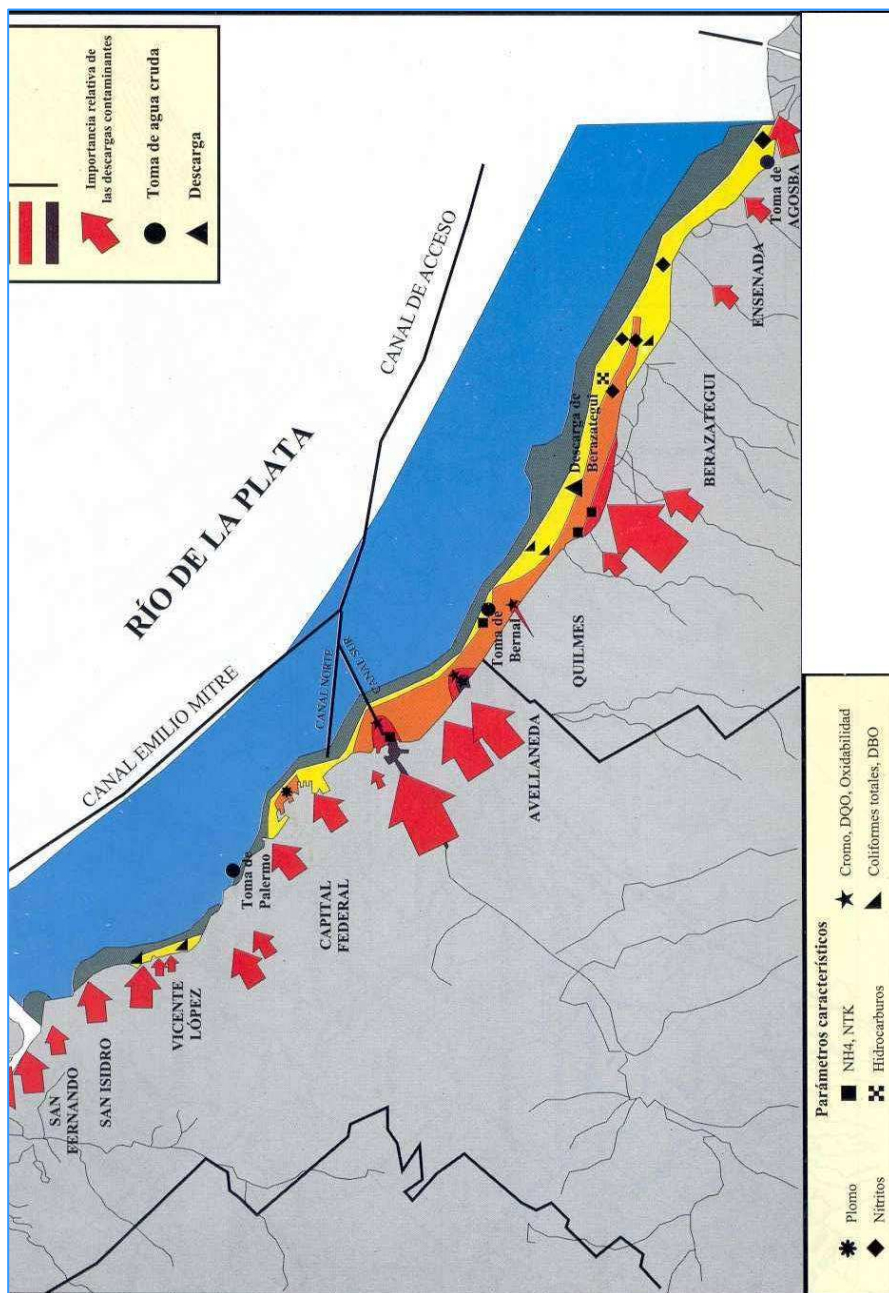 Importancia relativa de
las descargas contaminantes
Toma de agua cruda
Descarga
RÍO DE LA PLATA
CANAL DE ACCESO
CANAL EMILIO MITRE
CANAL NORTE
CANAL SUR
Toma de
AGOSBA
ENSENADA
Descarga de
Berazategui
BERAZATEGUI
Toma de
Bernal
QUILMES
AVELLANEDA
Toma de
Palermo
CAPITAL
FEDERAL
VICENTE
LÓPEZ
SAN ISIDRO
SAN
FERNANDO
Parámetros característicos
Plomo
NH4, NTK
Cromo, DQO, Oxidabilidad
Nitritos
Hidrocarburos
Coliformes totales, DBO